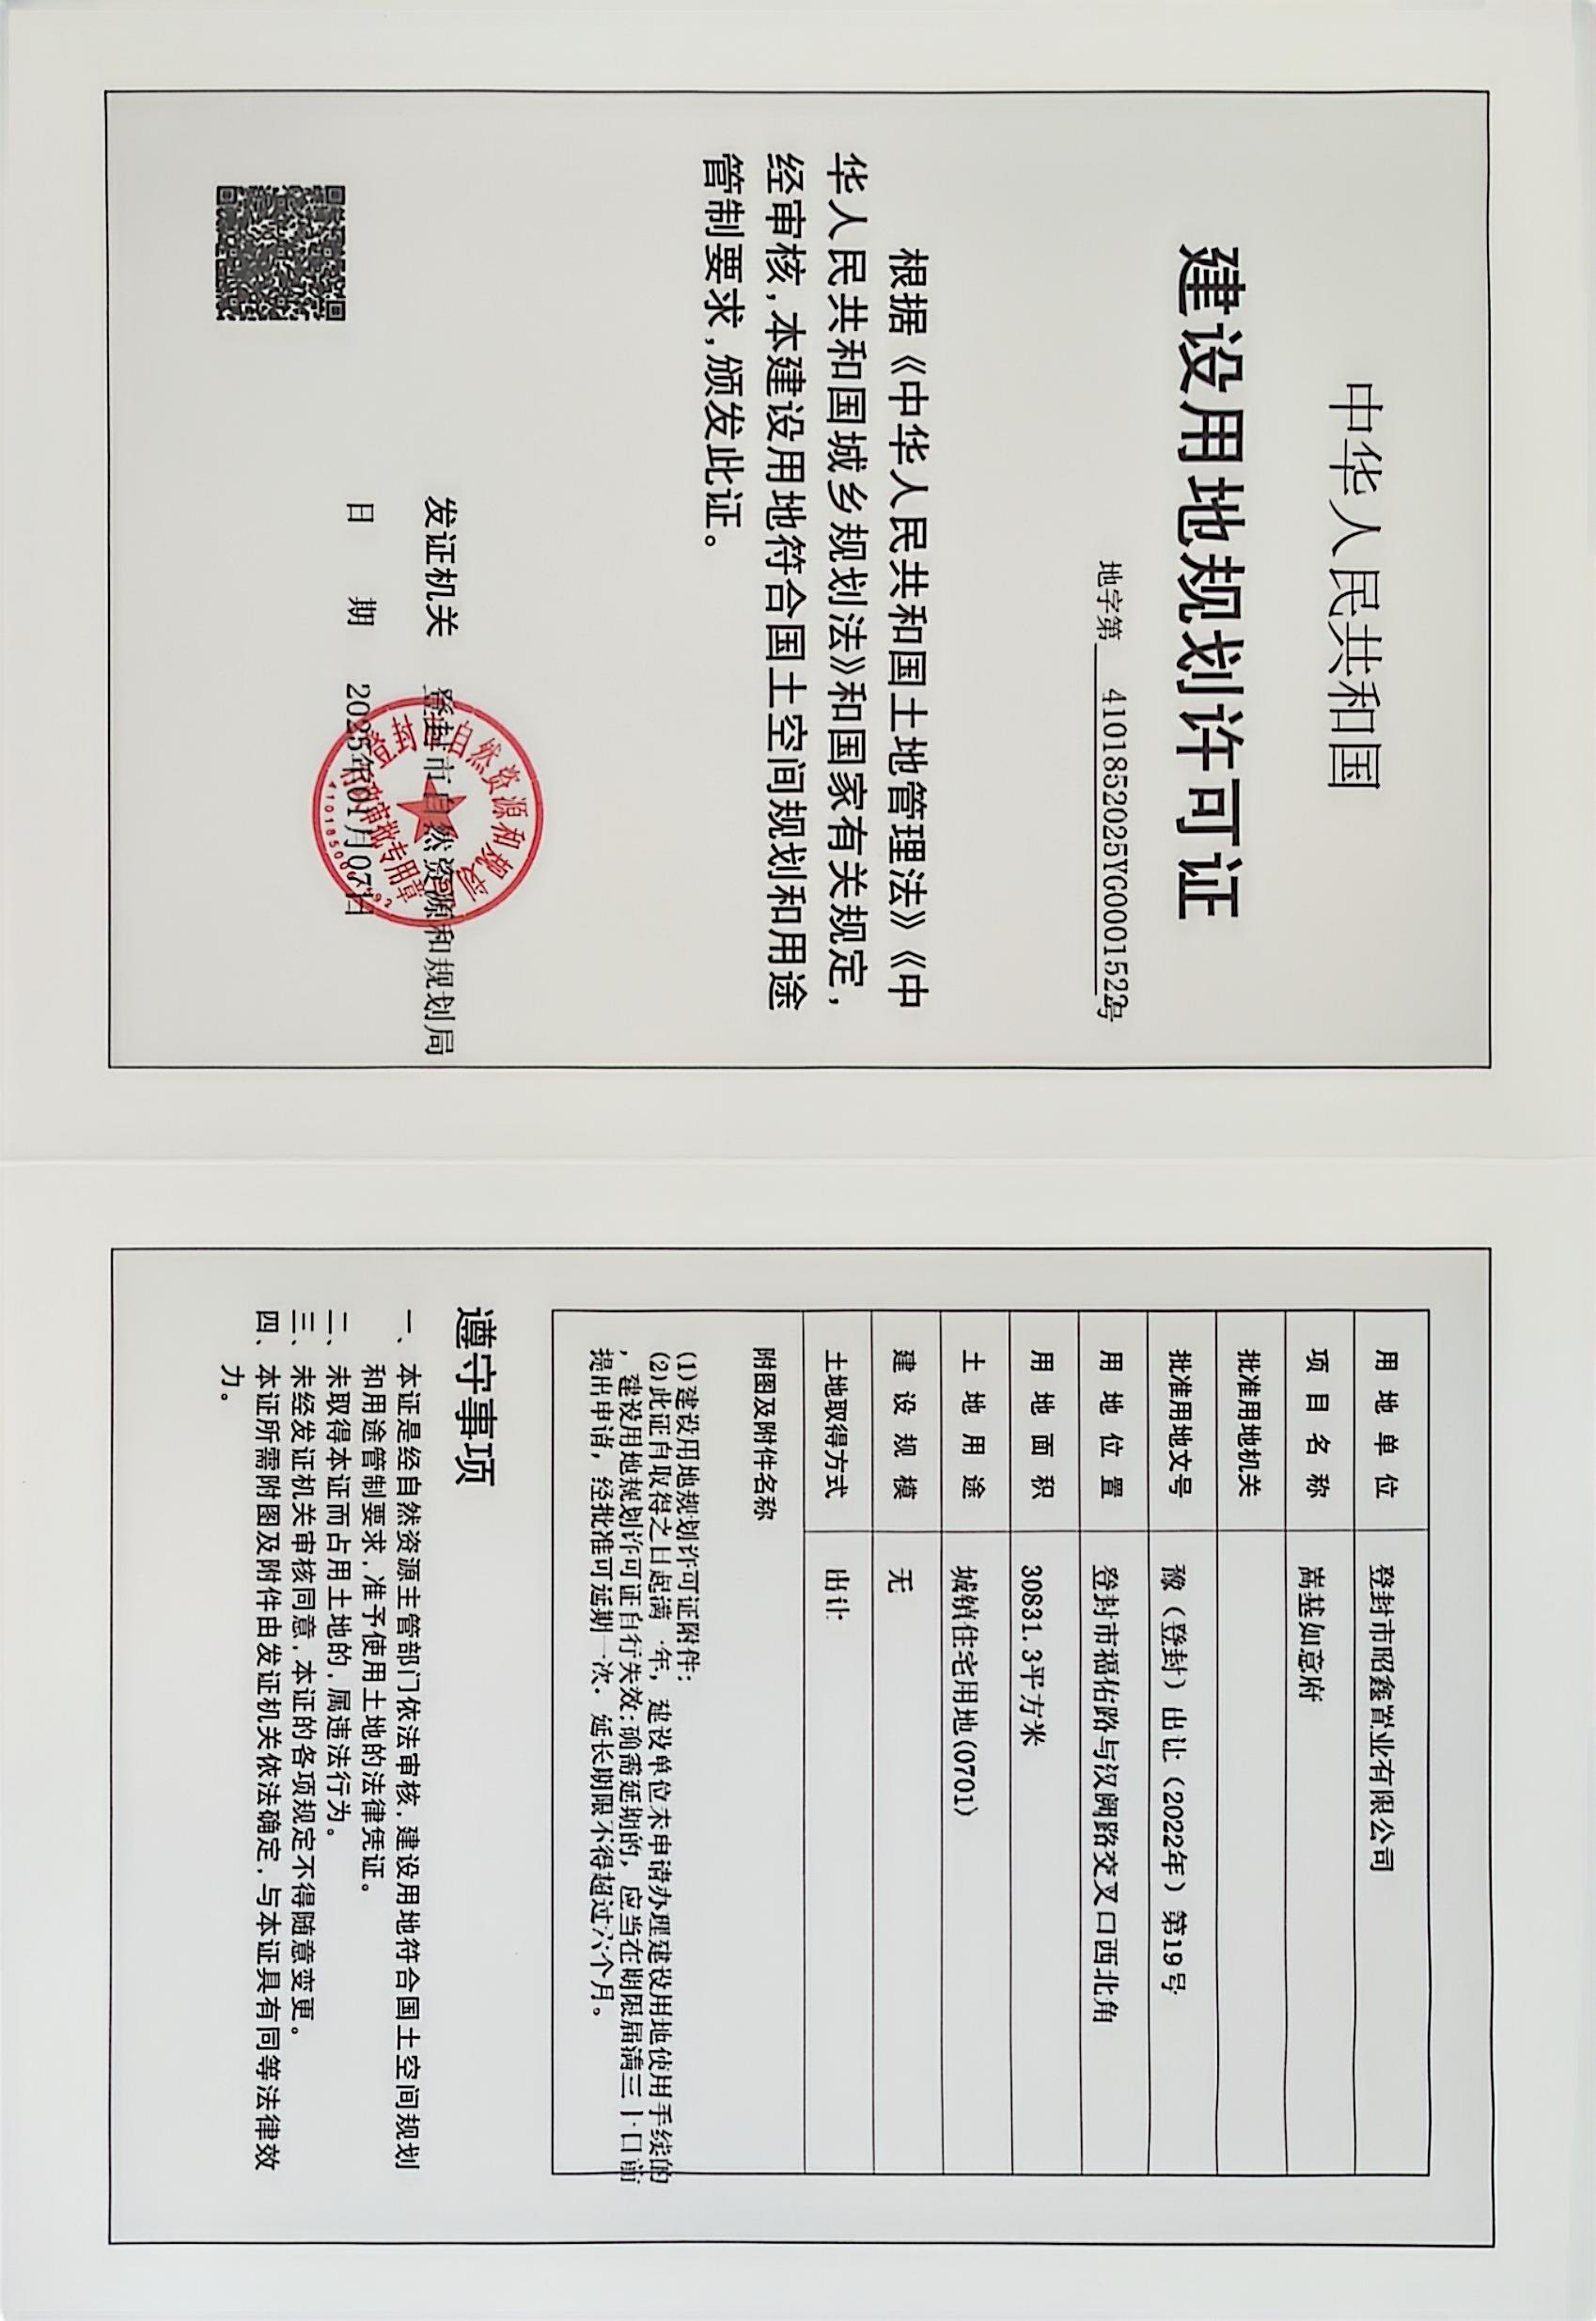 中华人民共和国
建设用地规划许可证
地字第 4101852025YG0001522号
根据《中华人民共和国土地管理法》《中
华人民共和国城乡规划法》和国家有关规定，
经审核，本建设用地符合国土空间规划和用途
管制要求，颁发此证。
发证机关 登封市自然资源和规划局
日期 2025年01月07日
登封市自然资源和规划局
行政审批专用章
用地单位 登封市昭鑫置业有限公司
项目名称 嵩基如意府
批准用地机关
批准用地文号 豫（登封）出让（2022年）第19号
用地位置 登封市福佑路与汉阙路交叉口西北角
用地面积 30831.3平方米
土地用途 城镇住宅用地(0701)
建设规模 无
土地取得方式 出让
附图及附件名称
(1)建设用地规划许可证附件；
(2)此证自取得之日起满一年，建设单位未申请办理建设用地使用手续的
，建设用地规划许可证自行失效；确需延期的，应当在期限届满三十日前
提出申请，经批准可延期一次，延长期限不得超过六个月。
遵守事项
一、本证是经自然资源主管部门依法审核，建设用地符合国土空间规划
和用途管制要求，准予使用土地的法律凭证。
二、未取得本证而占用土地的，属违法行为。
三、未经发证机关审核同意，本证的各项规定不得随意变更。
四、本证所需附图及附件由发证机关依法确定，与本证具有同等法律效
力。